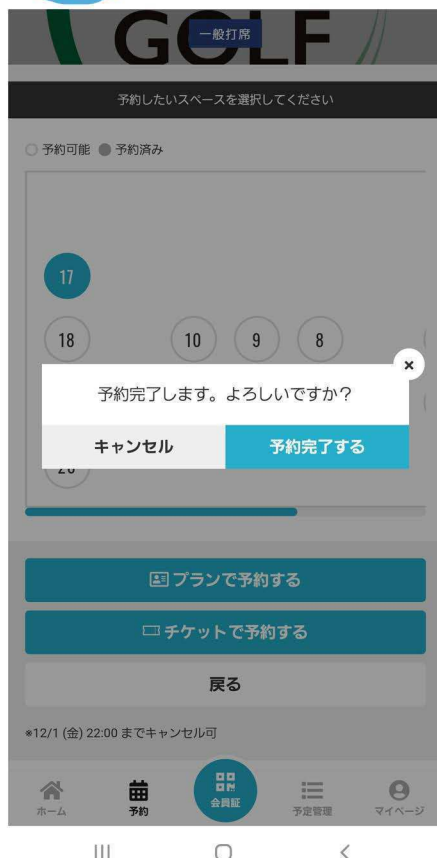 GOLF
一般打席
予約したいスペースを選択してください
予約可能 予約済み
17
18 10 9 8
×
予約完了します。よろしいですか?
キャンセル 予約完了する
20
プランで予約する
チケットで予約する
戻る
※12/1 (金) 22:00 までキャンセル可
ホーム 予約 会員証 予定管理 マイページ